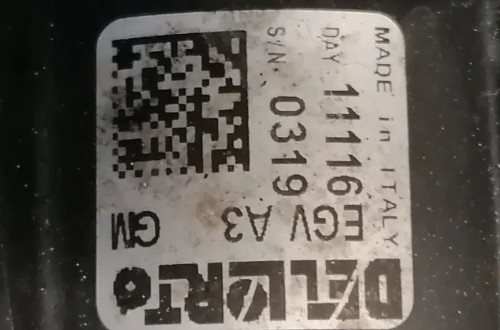 DELL'ORTO
EGV A3 GM
MADE in ITALY
DAY 11116
S/N. 0319